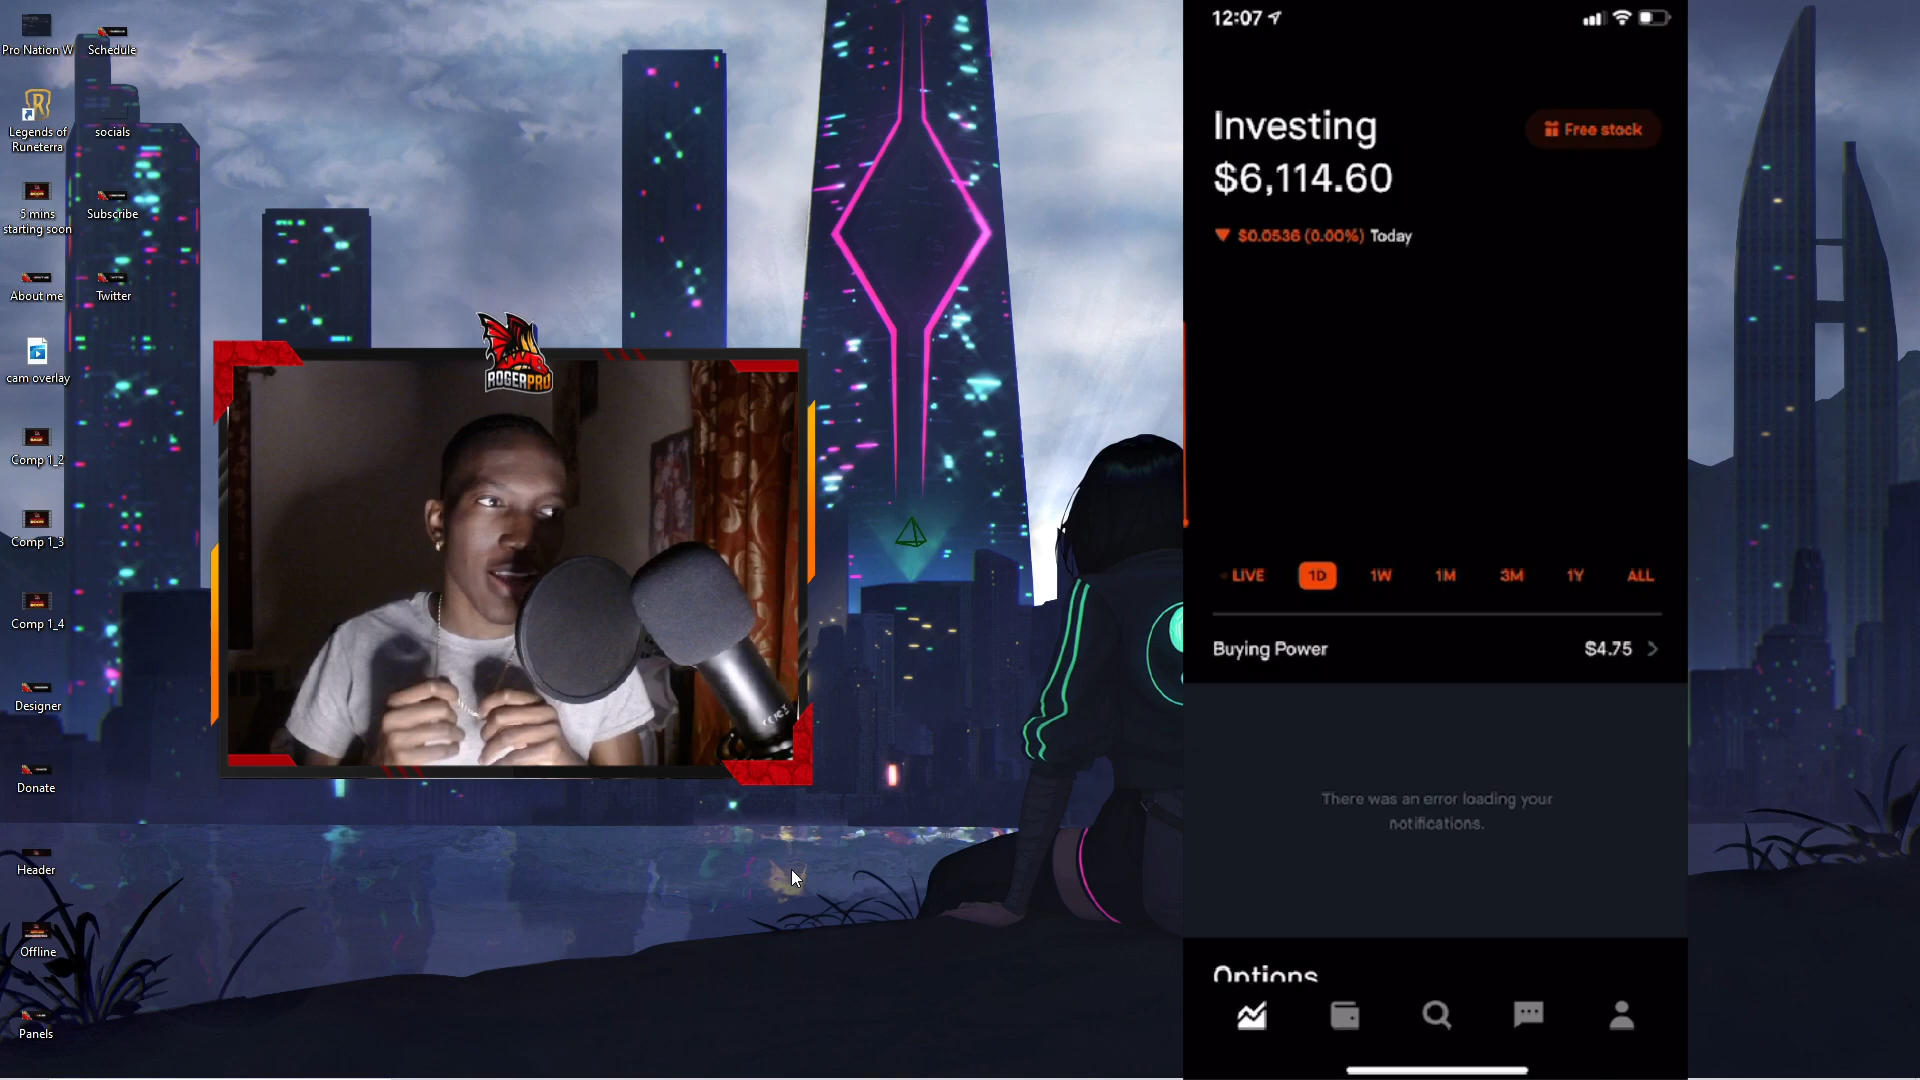 Pro Nation W
Schedule
Legends of
Runeterra
socials
5 mins
starting soon
Subscribe
About me
Twitter
cam overlay
Comp 1_2
Comp 1_3
Comp 1_4
Designer
Donate
Header
Offline
Panels
ROGERPRO
12:07
Investing
Free stock
$6,114.60
$0.0536 (0.00%) Today
LIVE 1D 1W 1M 3M 1Y ALL
Buying Power $4.75
There was an error loading your
notifications.
Options